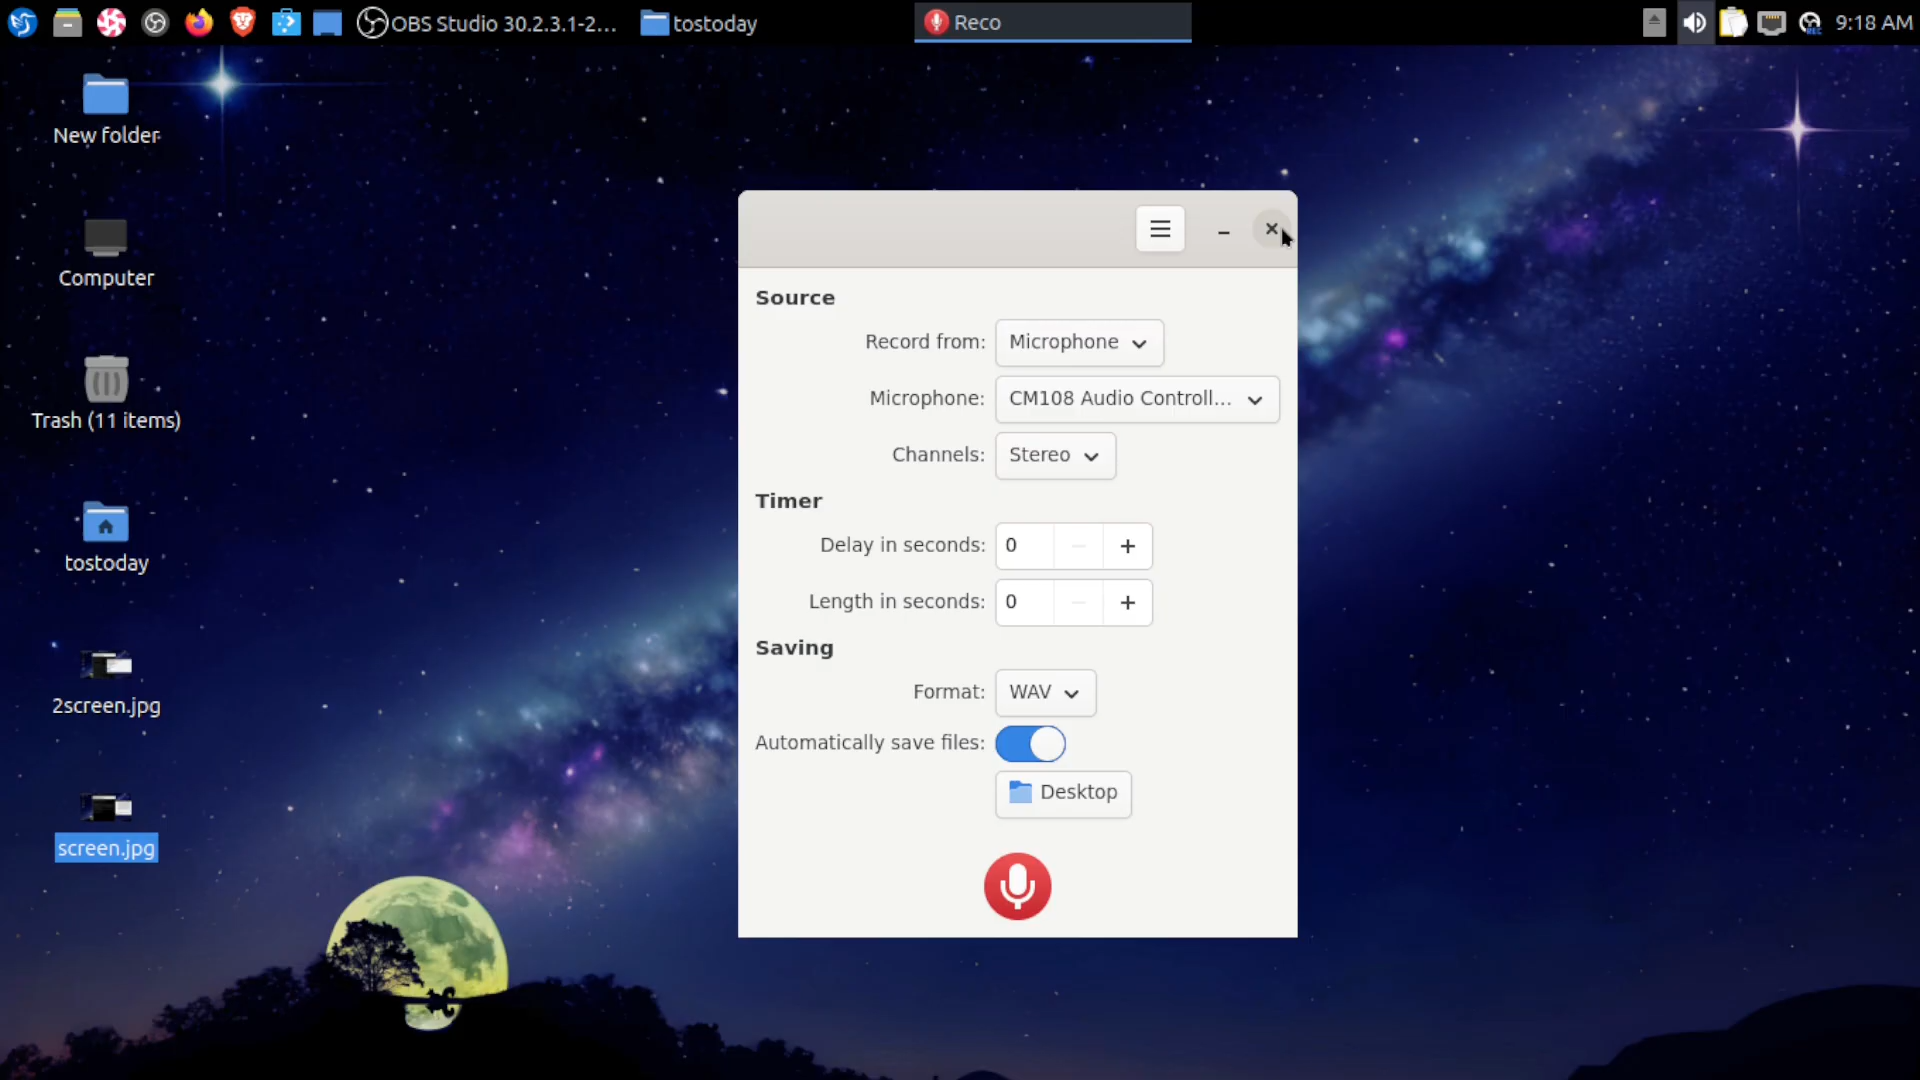 OBS Studio 30.2.3.1-2...
tostoday
Reco
REC
9:18 AM
New folder
Computer
Trash (11 items)
tostoday
2screen.jpg
screen.jpg
Source
Record from:
Microphone
Microphone:
CM108 Audio Controll...
Channels:
Stereo
Timer
Delay in seconds:
0
Length in seconds:
0
Saving
Format:
WAV
Automatically save files:
Desktop